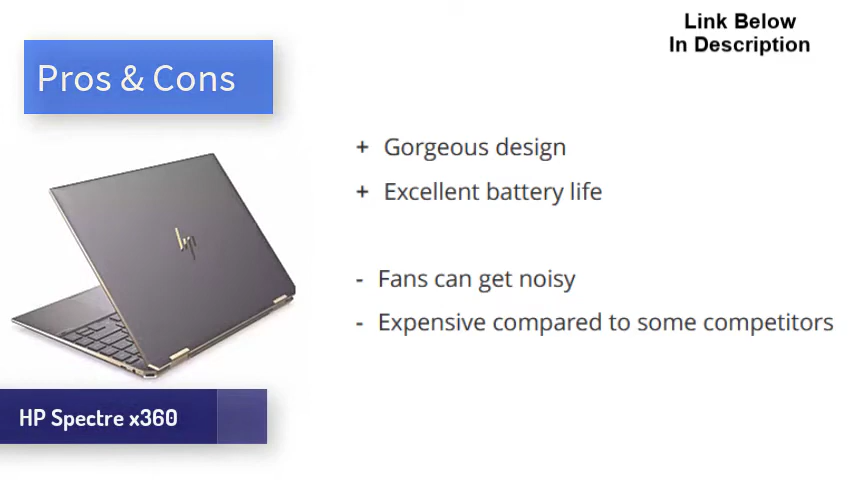 Link Below
In Description
Pros & Cons
+ Gorgeous design
+ Excellent battery life
- Fans can get noisy
- Expensive compared to some competitors
hp
HP Spectre x360